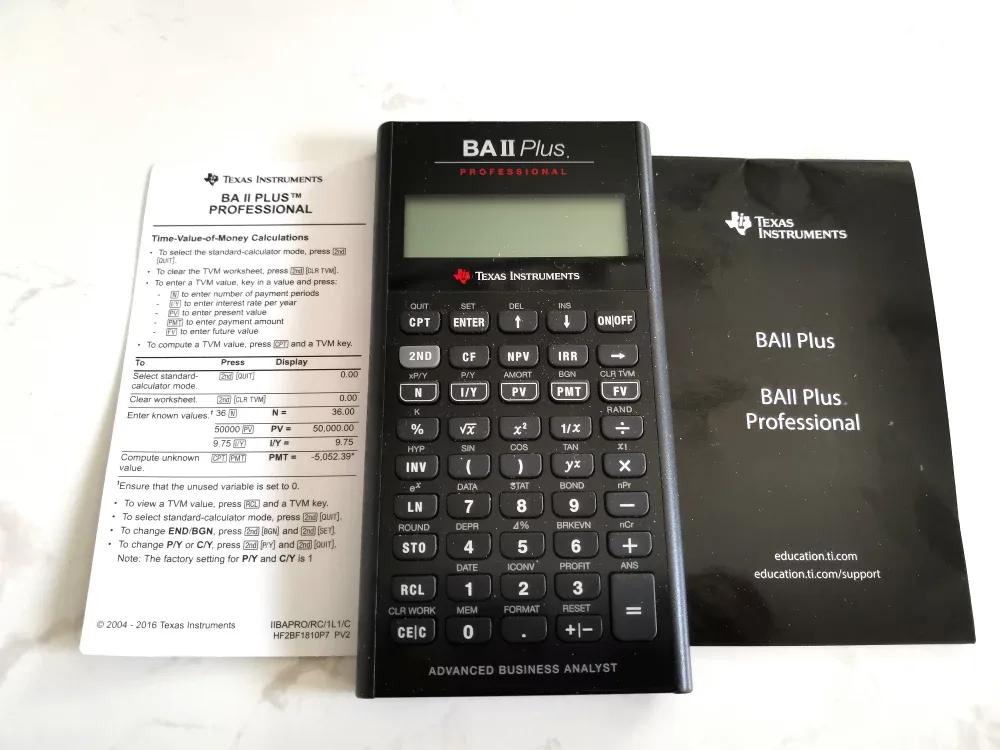 TEXAS INSTRUMENTS
BA II PLUS™
PROFESSIONAL
Time-Value-of-Money Calculations
• To select the standard-calculator mode, press 2nd
[QUIT].
• To clear the TVM worksheet, press 2nd [CLR TVM].
• To enter a TVM value, key in a value and press:
- N to enter number of payment periods
- I/Y to enter interest rate per year
- PV to enter present value
- PMT to enter payment amount
- FV to enter future value
• To compute a TVM value, press CPT and a TVM key.
To Press Display
Select standard- 2nd [QUIT] 0.00
calculator mode.
Clear worksheet. 2nd [CLR TVM] 0.00
Enter known values.† 36 N N = 36.00
50000 PV PV = 50,000.00
9.75 I/Y I/Y = 9.75
Compute unknown CPT PMT PMT = -5,052.39*
value.
†Ensure that the unused variable is set to 0.
• To view a TVM value, press RCL and a TVM key.
• To select standard-calculator mode, press 2nd [QUIT].
• To change END/BGN, press 2nd [BGN] and 2nd [SET].
• To change P/Y or C/Y, press 2nd [P/Y] and 2nd [QUIT].
Note: The factory setting for P/Y and C/Y is 1
© 2004 - 2016 Texas Instruments IIBAPRO/RC/1L1/C
HF2BF1810P7 PV2
BA II Plus
PROFESSIONAL
TEXAS INSTRUMENTS
QUIT SET DEL INS
CPT ENTER ↑ ↓ ON|OFF
2ND CF NPV IRR →
xP/Y P/Y AMORT BGN CLR TVM
N I/Y PV PMT FV
K RAND
% √x x² 1/x ÷
HYP SIN COS TAN x!
INV ( ) yˣ ×
eˣ DATA STAT BOND nPr
LN 7 8 9 −
ROUND DEPR Δ% BRKEVN nCr
STO 4 5 6 +
DATE ICONV PROFIT ANS
RCL 1 2 3 =
CLR WORK MEM FORMAT RESET
CE|C 0 . +|−
ADVANCED BUSINESS ANALYST
TEXAS
INSTRUMENTS
BAII Plus
BAII Plus
Professional
education.ti.com
education.ti.com/support